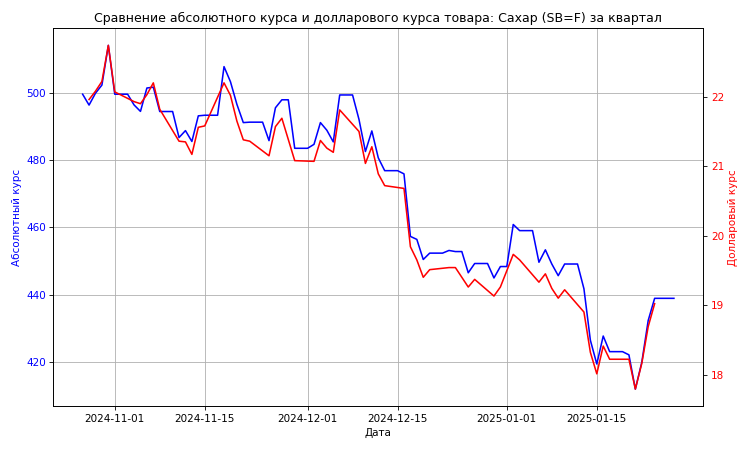 Сравнение абсолютного курса и долларового курса товара: Сахар (SB=F) за квартал
Абсолютный курс
500
480
460
440
420
22
21
20
19
18
Долларовый курс
2024-11-01 2024-11-15 2024-12-01 2024-12-15 2025-01-01 2025-01-15
Дата